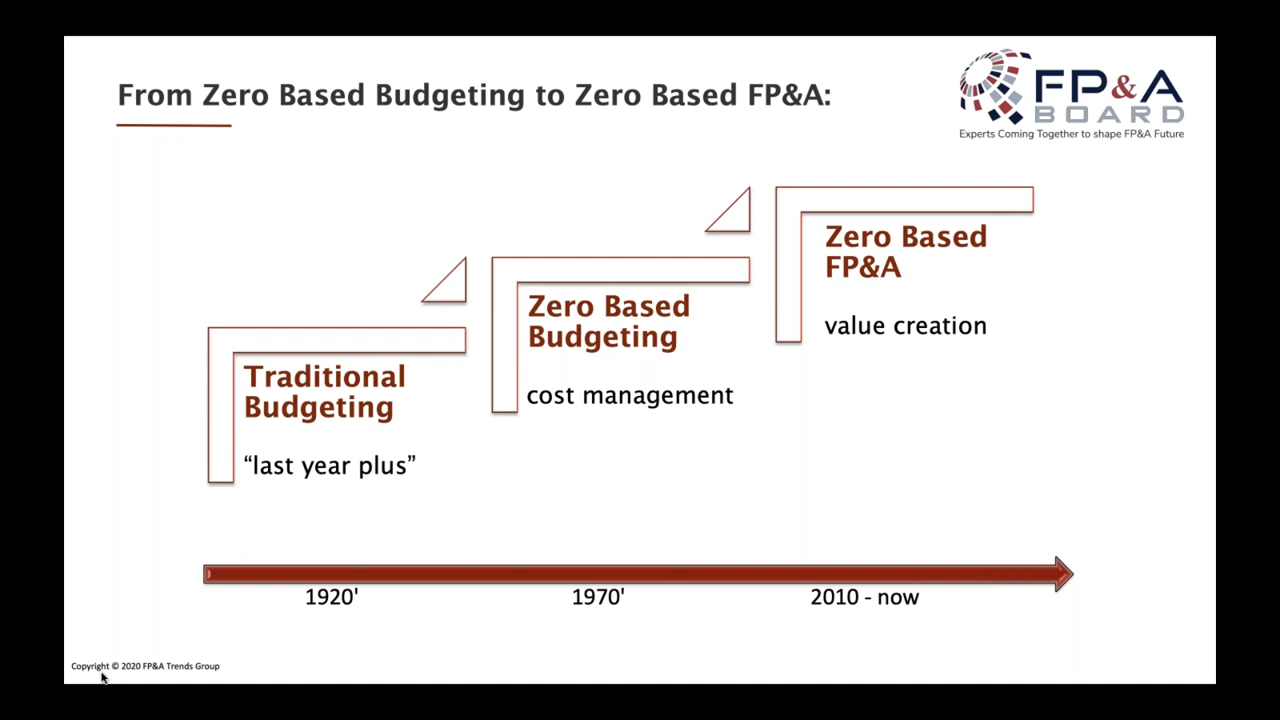 From Zero Based Budgeting to Zero Based FP&A:
FP&A
BOARD
Experts Coming Together to shape FP&A Future
Zero Based
FP&A
value creation
Zero Based
Budgeting
cost management
Traditional
Budgeting
“last year plus”
1920'
1970'
2010 - now
Copyright © 2020 FP&A Trends Group